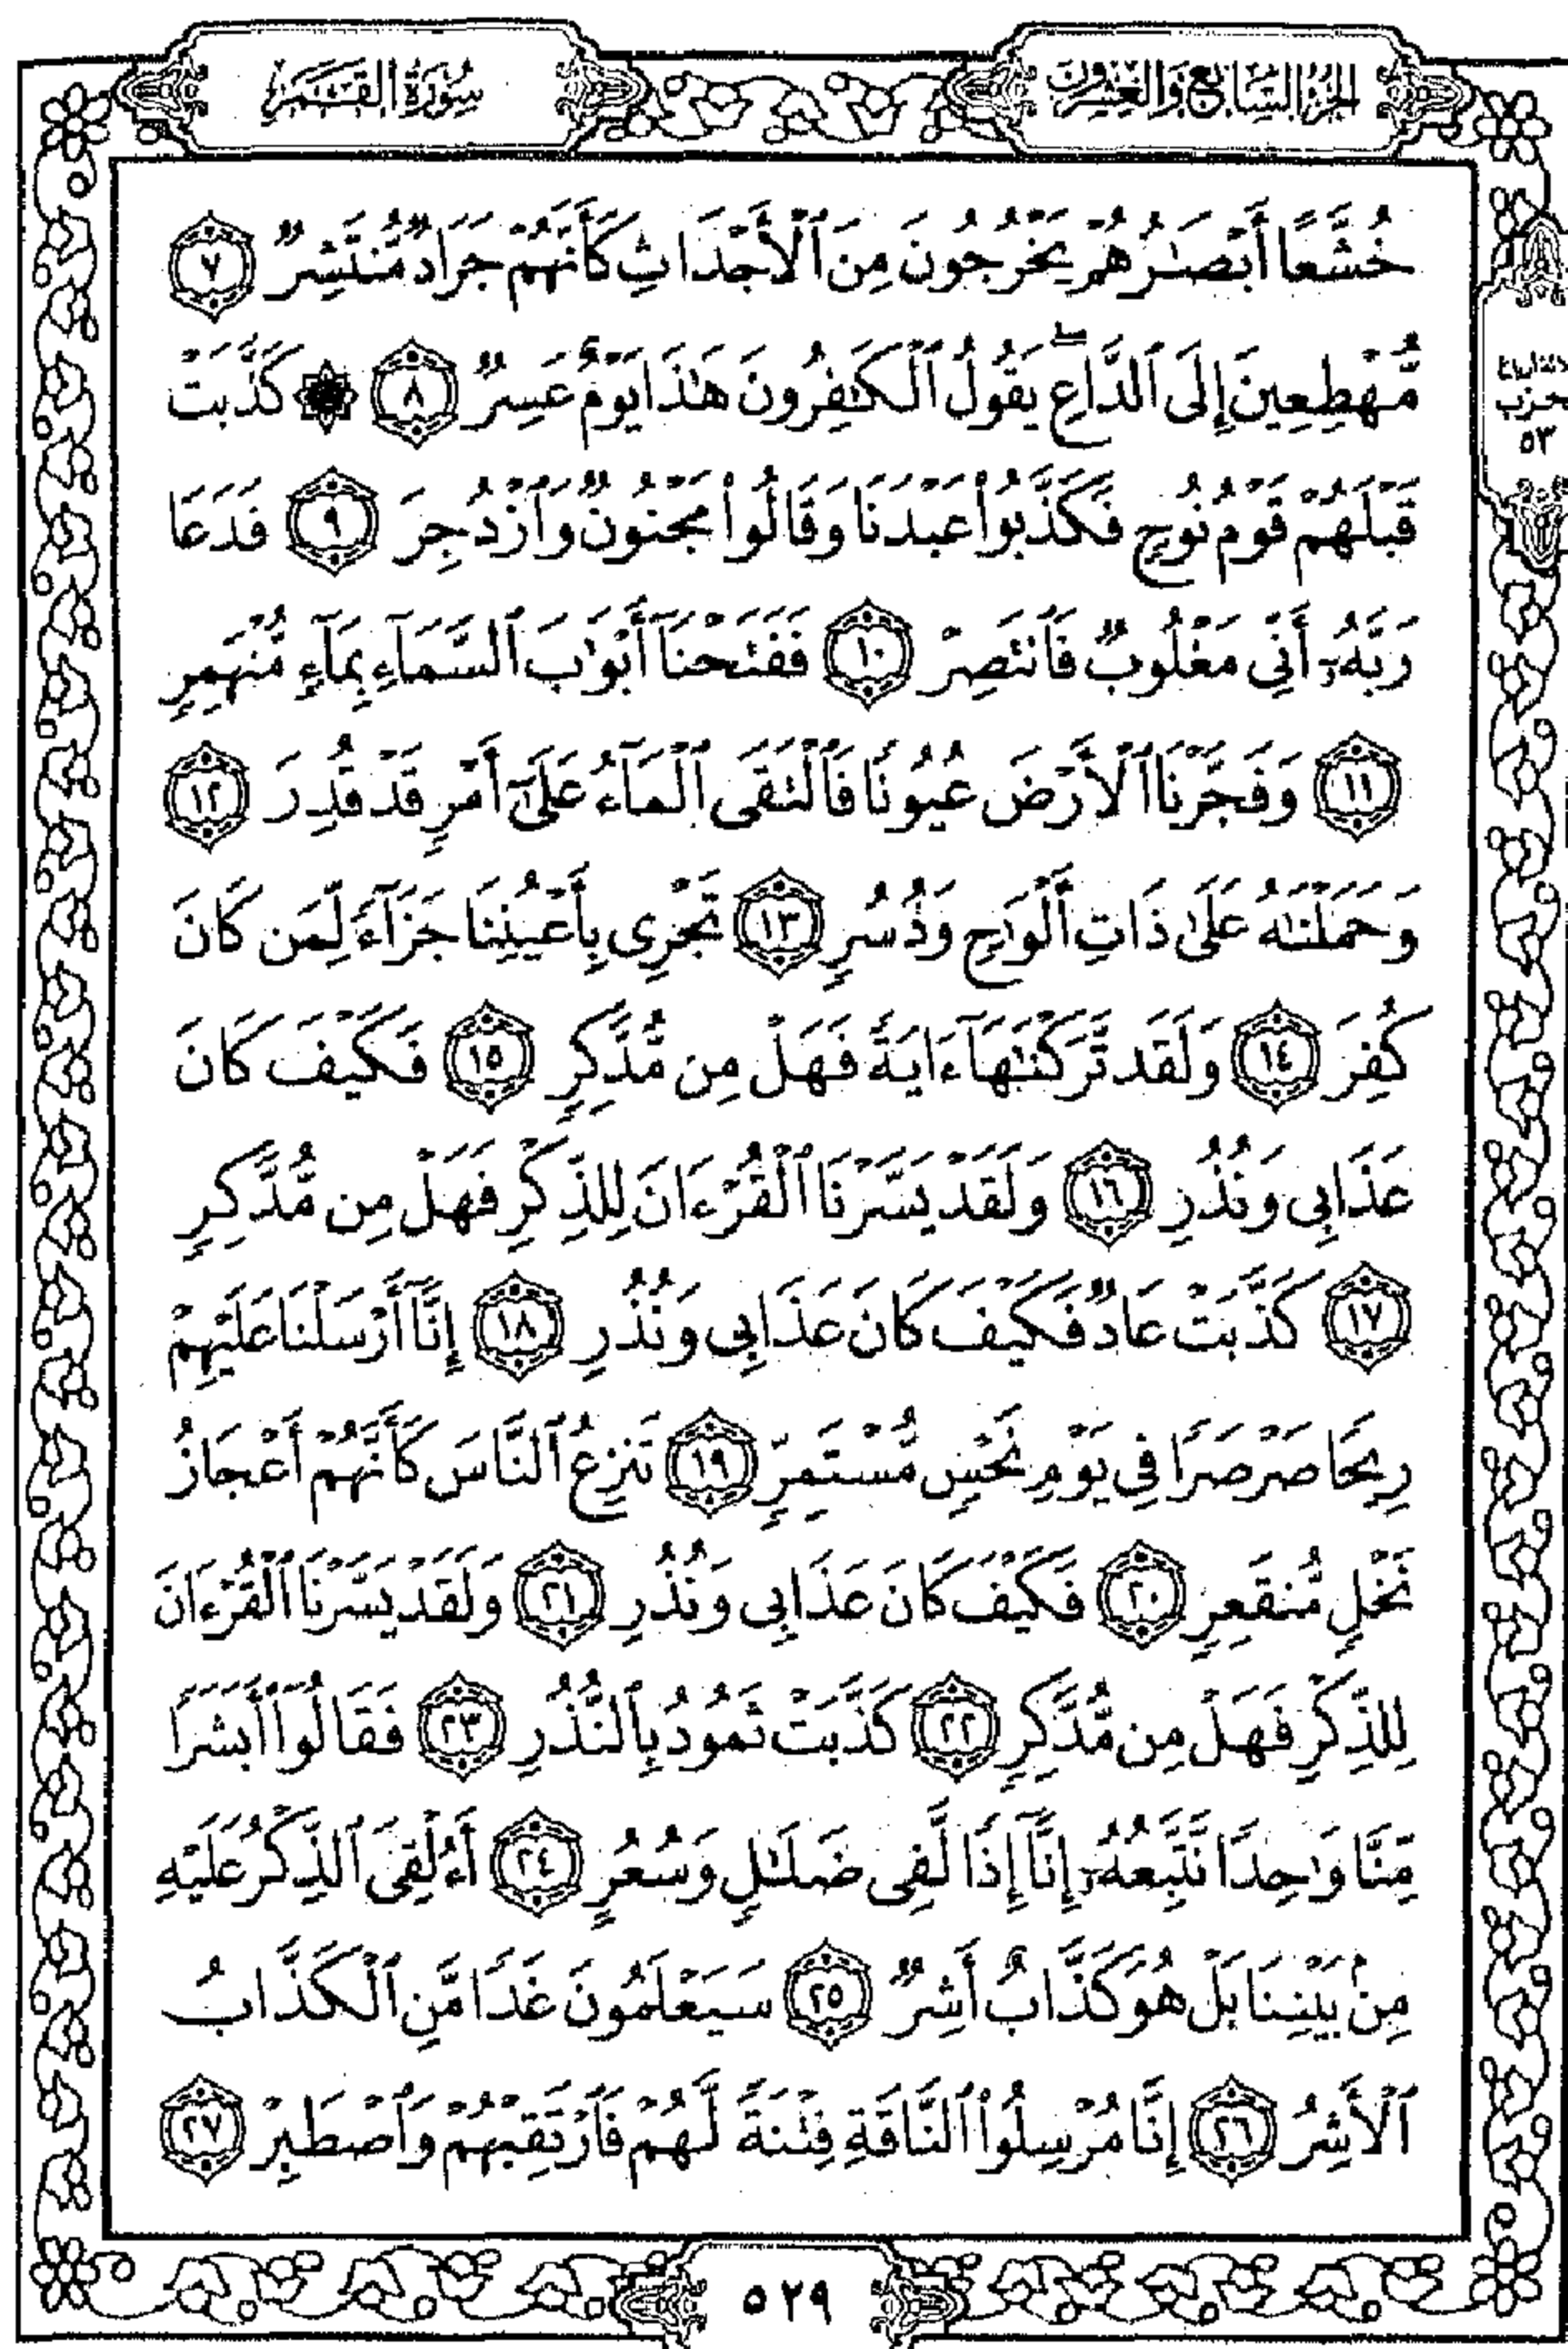 الجزء السابع والعشرون
سورة القمر
خُشَّعًا أَبْصَـٰرُهُمْ يَخْرُجُونَ مِنَ ٱلْأَجْدَاثِ كَأَنَّهُمْ جَرَادٌ مُّنتَشِرٌ ٧
مُّهْطِعِينَ إِلَى ٱلدَّاعِ ۖ يَقُولُ ٱلْكَـٰفِرُونَ هَـٰذَا يَوْمٌ عَسِرٌ ٨ ۞ كَذَّبَتْ
قَبْلَهُمْ قَوْمُ نُوحٍ فَكَذَّبُوا۟ عَبْدَنَا وَقَالُوا۟ مَجْنُونٌ وَٱزْدُجِرَ ٩ فَدَعَا
رَبَّهُۥٓ أَنِّى مَغْلُوبٌ فَٱنتَصِرْ ١٠ فَفَتَحْنَآ أَبْوَٰبَ ٱلسَّمَآءِ بِمَآءٍ مُّنْهَمِرٍ
١١ وَفَجَّرْنَا ٱلْأَرْضَ عُيُونًا فَٱلْتَقَى ٱلْمَآءُ عَلَىٰٓ أَمْرٍ قَدْ قُدِرَ ١٢
وَحَمَلْنَـٰهُ عَلَىٰ ذَاتِ أَلْوَٰحٍ وَدُسُرٍ ١٣ تَجْرِى بِأَعْيُنِنَا جَزَآءً لِّمَن كَانَ
كُفِرَ ١٤ وَلَقَد تَّرَكْنَـٰهَآ ءَايَةً فَهَلْ مِن مُّدَّكِرٍ ١٥ فَكَيْفَ كَانَ
عَذَابِى وَنُذُرِ ١٦ وَلَقَدْ يَسَّرْنَا ٱلْقُرْءَانَ لِلذِّكْرِ فَهَلْ مِن مُّدَّكِرٍ
١٧ كَذَّبَتْ عَادٌ فَكَيْفَ كَانَ عَذَابِى وَنُذُرِ ١٨ إِنَّآ أَرْسَلْنَا عَلَيْهِمْ
رِيحًا صَرْصَرًا فِى يَوْمِ نَحْسٍ مُّسْتَمِرٍّ ١٩ تَنزِعُ ٱلنَّاسَ كَأَنَّهُمْ أَعْجَازُ
نَخْلٍ مُّنقَعِرٍ ٢٠ فَكَيْفَ كَانَ عَذَابِى وَنُذُرِ ٢١ وَلَقَدْ يَسَّرْنَا ٱلْقُرْءَانَ
لِلذِّكْرِ فَهَلْ مِن مُّدَّكِرٍ ٢٢ كَذَّبَتْ ثَمُودُ بِٱلنُّذُرِ ٢٣ فَقَالُوٓا۟ أَبَشَرًا
مِّنَّا وَٰحِدًا نَّتَّبِعُهُۥٓ إِنَّآ إِذًا لَّفِى ضَلَـٰلٍ وَسُعُرٍ ٢٤ أَءُلْقِىَ ٱلذِّكْرُ عَلَيْهِ
مِنۢ بَيْنِنَا بَلْ هُوَ كَذَّابٌ أَشِرٌ ٢٥ سَيَعْلَمُونَ غَدًا مَّنِ ٱلْكَذَّابُ
ٱلْأَشِرُ ٢٦ إِنَّا مُرْسِلُوا۟ ٱلنَّاقَةِ فِتْنَةً لَّهُمْ فَٱرْتَقِبْهُمْ وَٱصْطَبِرْ ٢٧
حزب
٥٣
٥٢٩